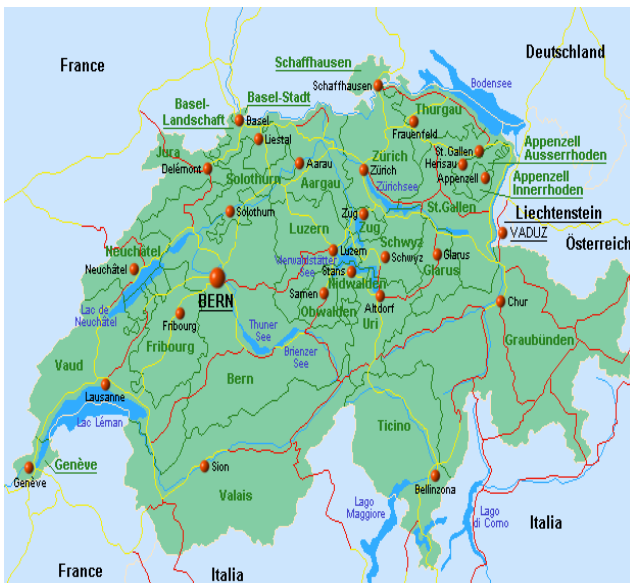 Deutschland
France
Schaffhausen
Bodensee
Schaffhausen
Basel-Stadt
Basel-
Landschaft
Thurgau
Basel
Frauenfeld
Liestal
Appenzell
Ausserrhoden
St.Gallen
Jura
Aarau
Zürich
Herisau
Delémont
Zürich
Appenzell
Solothurn
Aargau
Appenzell
Innerrhoden
Zürichsee
St.Gallen
Solothurn
Zug
Liechtenstein
Luzern
Zug
VADUZ
Neuchâtel
Schwyz
Österreich
Luzern
Vierwaldstätter
See
Schwyz
Glarus
Neuchâtel
Stans
Glarus
Nidwalden
BERN
Sarnen
Altdorf
Chur
Lac de
Neuchâtel
Obwalden
Fribourg
Uri
Thuner
See
Graubünden
Fribourg
Brienzer
See
Vaud
Bern
Lausanne
Lac Léman
Ticino
Genève
Sion
Genève
Bellinzona
Valais
Lago
Maggiore
Lago
di Como
Italia
France
Italia